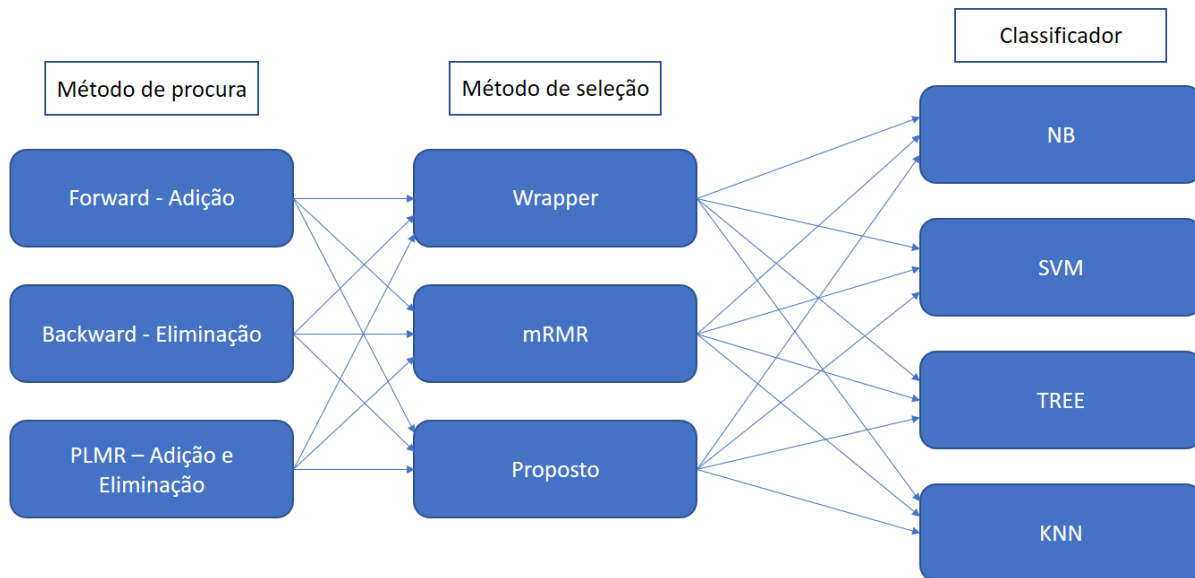 Método de procura
Forward - Adição
Backward - Eliminação
PLMR – Adição e
Eliminação
Método de seleção
Wrapper
mRMR
Proposto
Classificador
NB
SVM
TREE
KNN